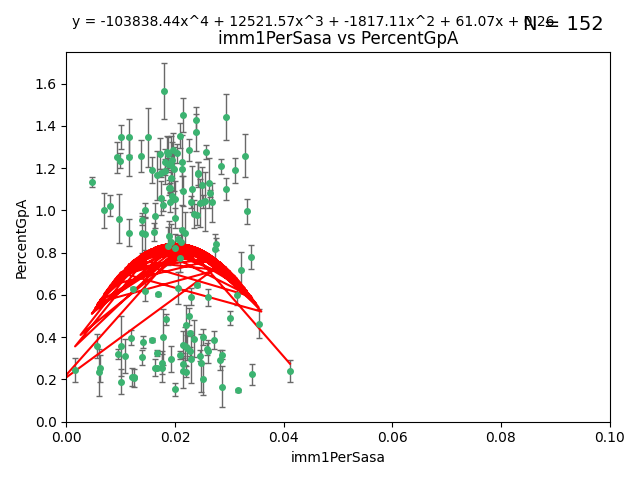 y = -103838.44x^4 + 12521.57x^3 + -1817.11x^2 + 61.07x + 0.26
N = 152
imm1PerSasa vs PercentGpA
PercentGpA
1.6
1.4
1.2
1.0
0.8
0.6
0.4
0.2
0.0
0.00 0.02 0.04 0.06 0.08 0.10
imm1PerSasa